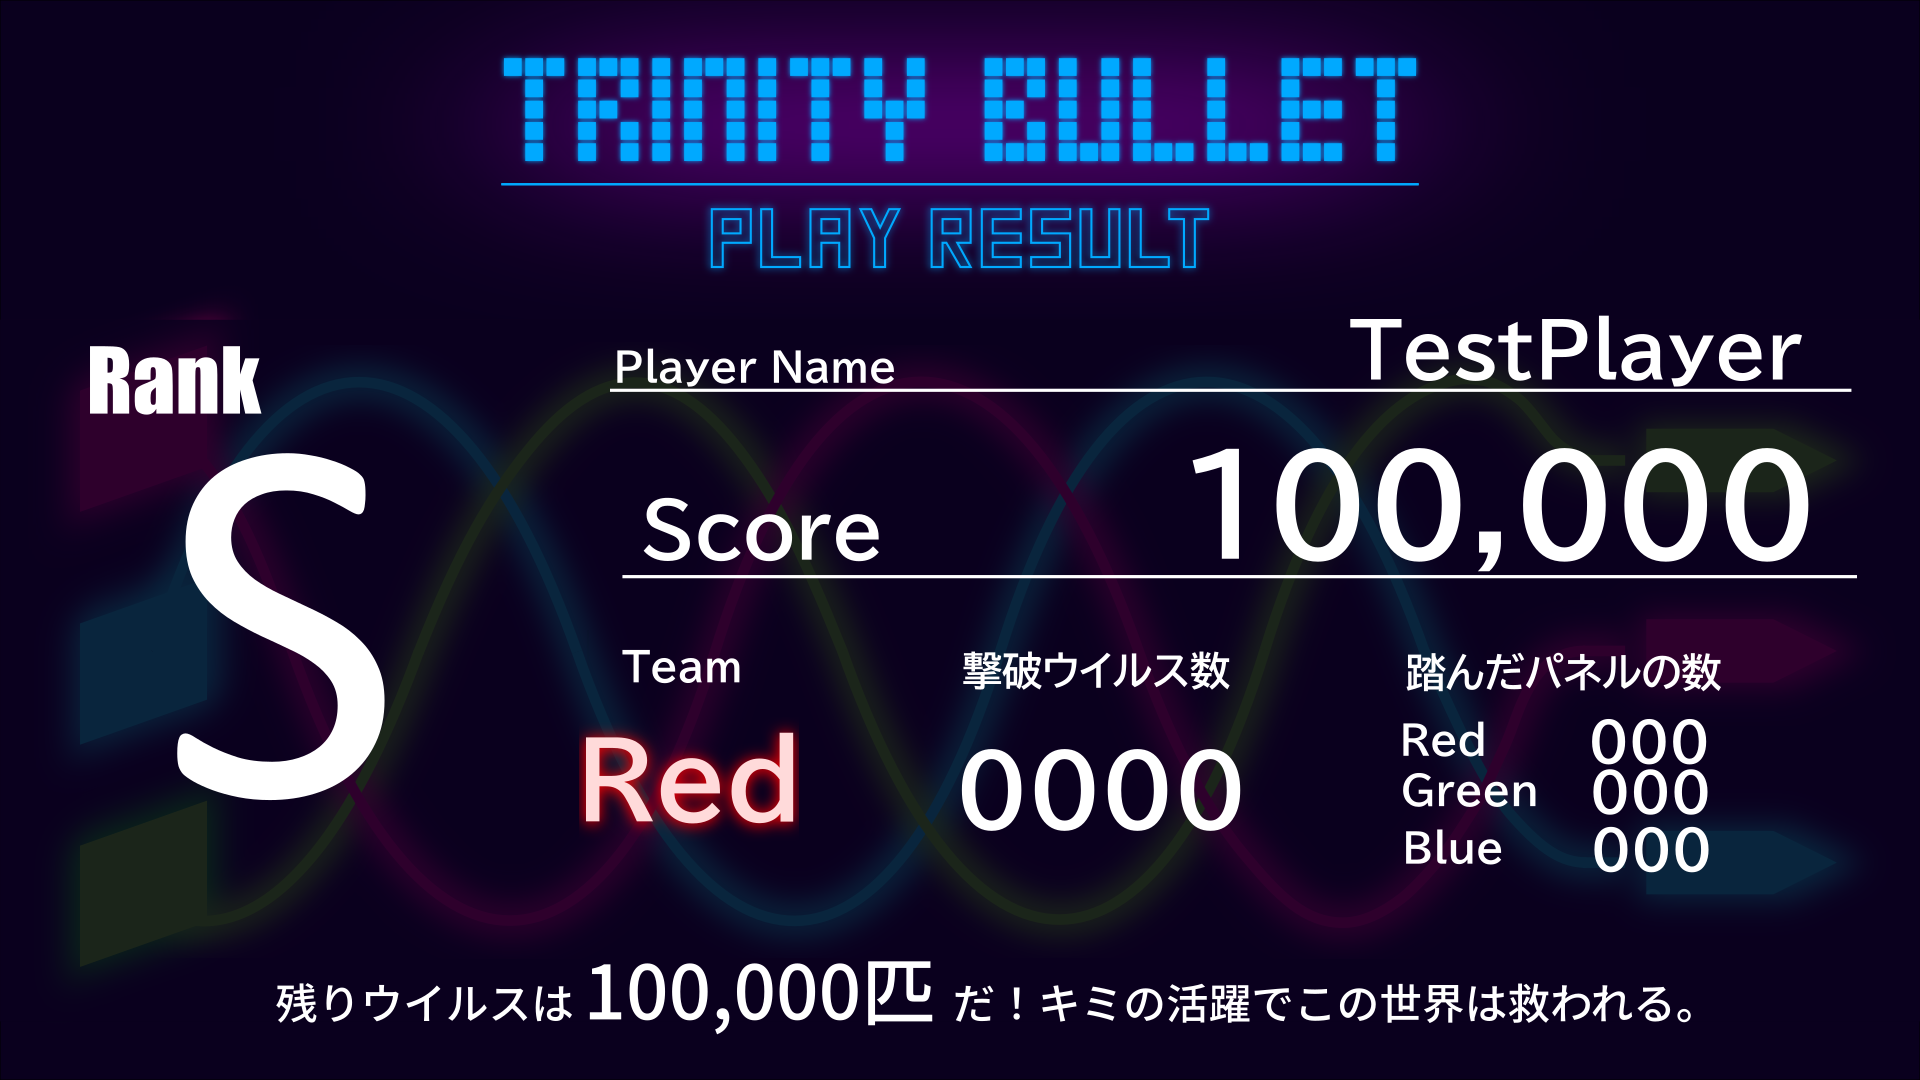 TRINITY BULLET
PLAY RESULT
Rank
S
Player Name TestPlayer
Score 100,000
Team
Red
撃破ウイルス数
0000
踏んだパネルの数
Red 000
Green 000
Blue 000
残りウイルスは 100,000匹 だ！キミの活躍でこの世界は救われる。